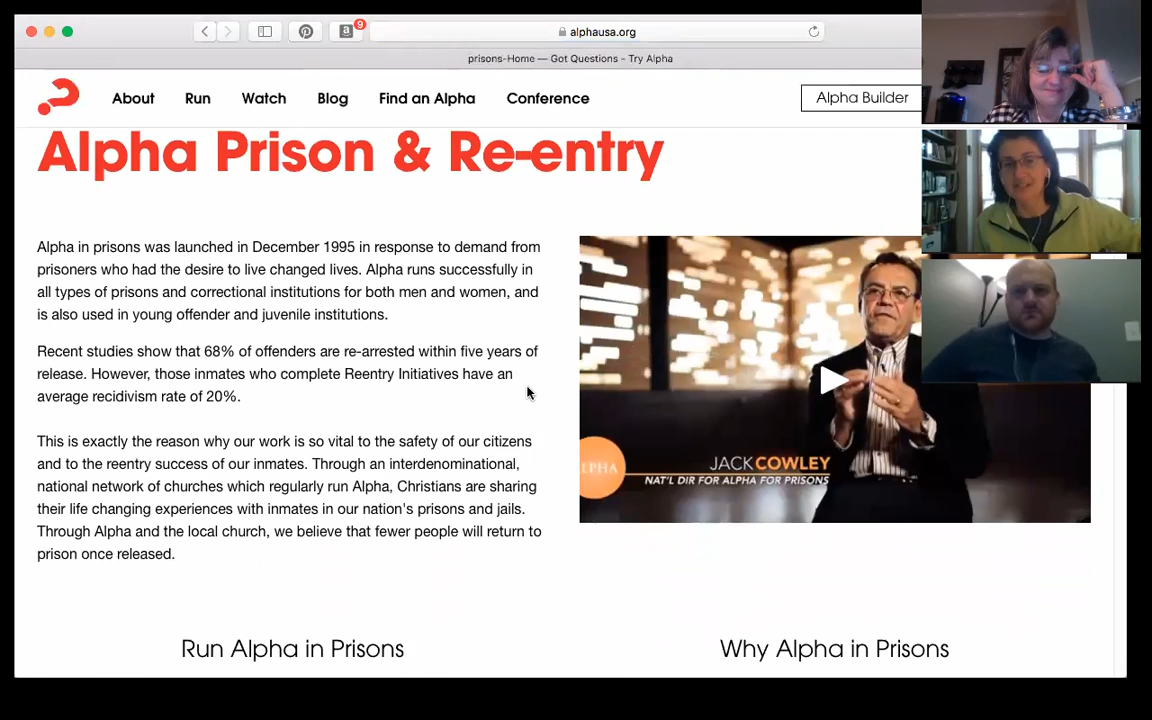 9
alphausa.org
prisons-Home — Got Questions - Try Alpha
About Run Watch Blog Find an Alpha Conference Alpha Builder
Alpha Prison & Re-entry
Alpha in prisons was launched in December 1995 in response to demand from
prisoners who had the desire to live changed lives. Alpha runs successfully in
all types of prisons and correctional institutions for both men and women, and
is also used in young offender and juvenile institutions.
Recent studies show that 68% of offenders are re-arrested within five years of
release. However, those inmates who complete Reentry Initiatives have an
average recidivism rate of 20%.
This is exactly the reason why our work is so vital to the safety of our citizens
and to the reentry success of our inmates. Through an interdenominational,
national network of churches which regularly run Alpha, Christians are sharing
their life changing experiences with inmates in our nation's prisons and jails.
Through Alpha and the local church, we believe that fewer people will return to
prison once released.
JACK COWLEY
LPHA
NAT'L DIR FOR ALPHA FOR PRISONS
Run Alpha in Prisons
Why Alpha in Prisons